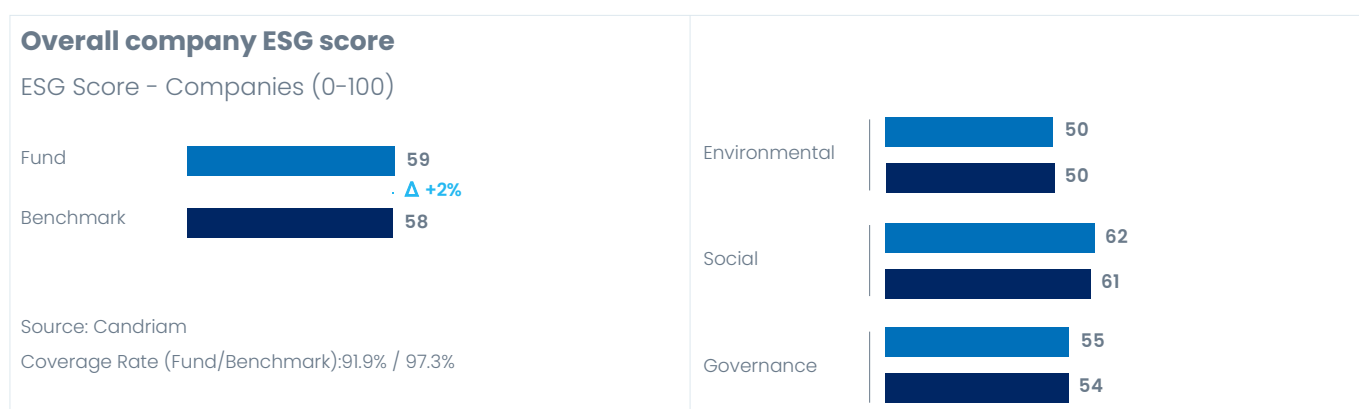 Overall company ESG score
ESG Score - Companies (0-100)
Fund 59
Δ +2%
Benchmark 58
Source: Candriam
Coverage Rate (Fund/Benchmark):91.9% / 97.3%
Environmental 50
50
Social 62
61
Governance 55
54